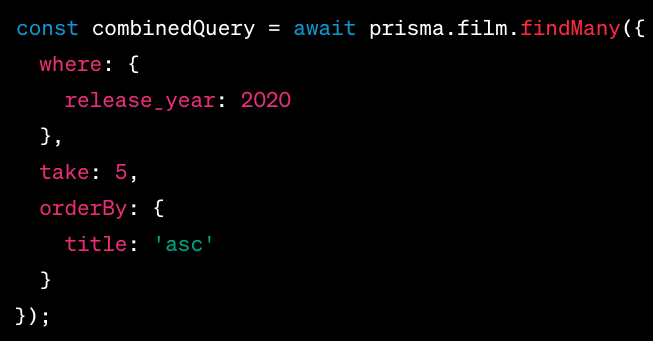 const combinedQuery = await prisma.film.findMany({
  where: {
    release_year: 2020
  },
  take: 5,
  orderBy: {
    title: 'asc'
  }
});